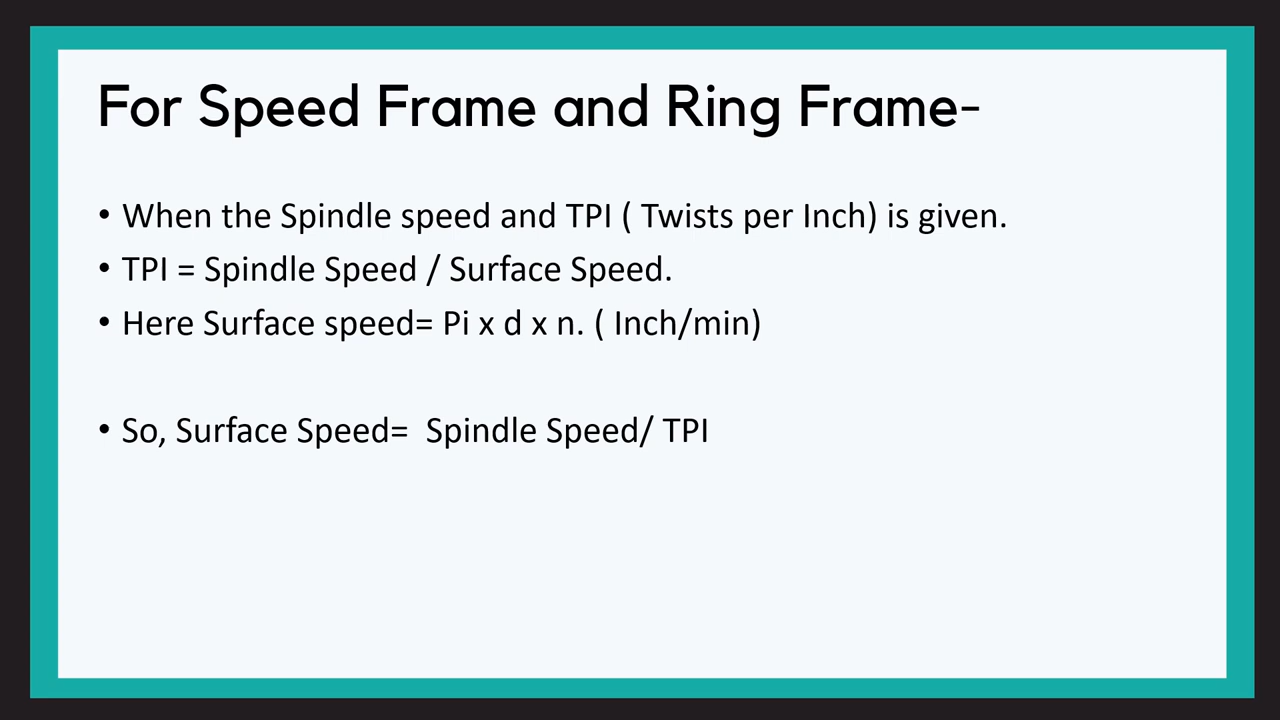 For Speed Frame and Ring Frame-
• When the Spindle speed and TPI ( Twists per Inch) is given.
• TPI = Spindle Speed / Surface Speed.
• Here Surface speed= Pi x d x n. ( Inch/min)
• So, Surface Speed=  Spindle Speed/ TPI